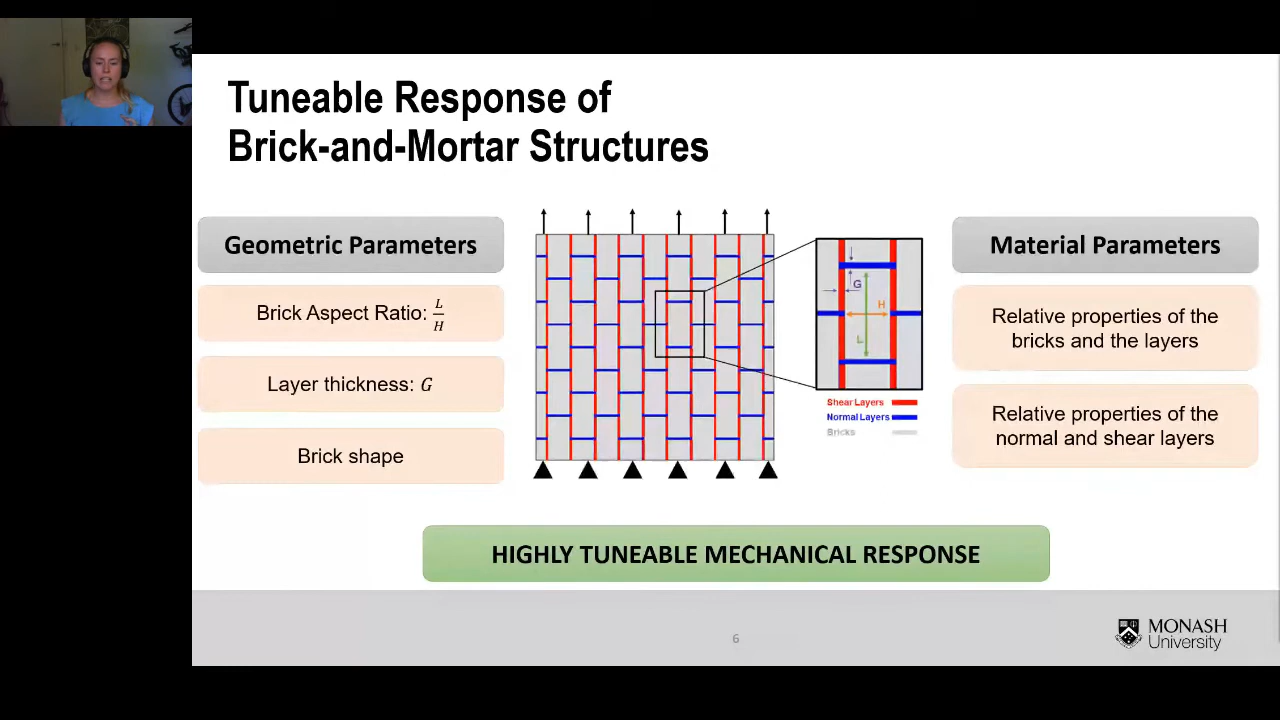 Tuneable Response of
Brick-and-Mortar Structures
Geometric Parameters
Brick Aspect Ratio: L/H
Layer thickness: G
Brick shape
G
H
L
Shear Layers
Normal Layers
Bricks
Material Parameters
Relative properties of the
bricks and the layers
Relative properties of the
normal and shear layers
HIGHLY TUNEABLE MECHANICAL RESPONSE
6
MONASH
University